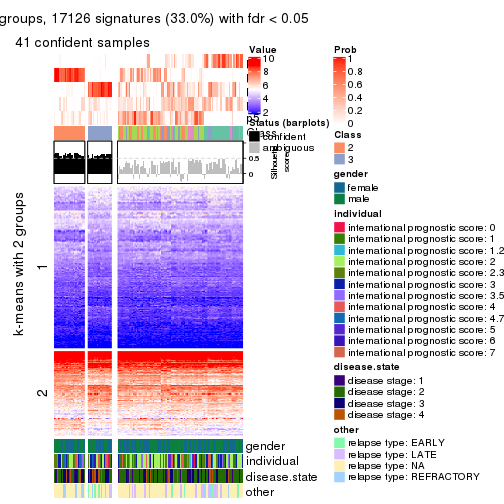 groups, 17126 signatures (33.0%) with fdr < 0.05
41 confident samples
k-means with 2 groups
1
2
Value
10
8
6
4
2
Status (barplots)
confident
ambiguous
0.5
0
Silhouette
score
gender
individual
disease.state
other
Prob
1
0.8
0.6
0.4
0.2
0
Class
2
3
gender
female
male
individual
international prognostic score: 0
international prognostic score: 1
international prognostic score: 1.2
international prognostic score: 2
international prognostic score: 2.3
international prognostic score: 3
international prognostic score: 3.5
international prognostic score: 4
international prognostic score: 4.7
international prognostic score: 5
international prognostic score: 6
international prognostic score: 7
disease.state
disease stage: 1
disease stage: 2
disease stage: 3
disease stage: 4
other
relapse type: EARLY
relapse type: LATE
relapse type: NA
relapse type: REFRACTORY